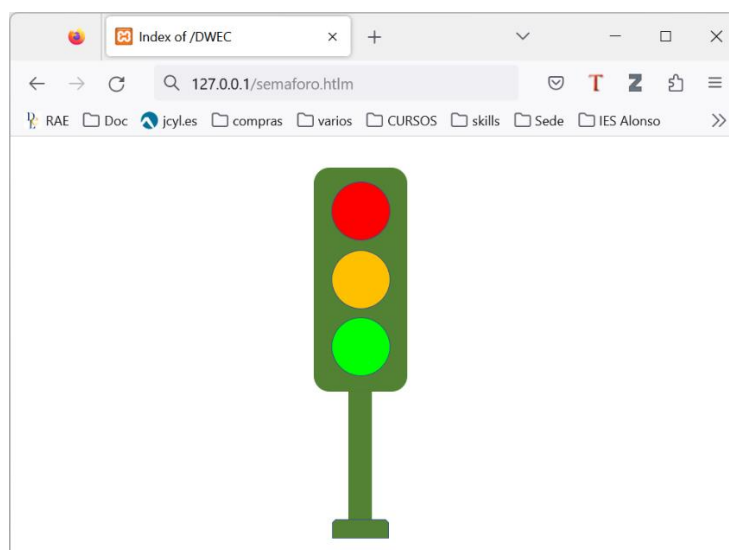 Index of /DWEC
127.0.0.1/semaforo.htlm
RAE Doc jcyl.es compras varios CURSOS skills Sede IES Alonso